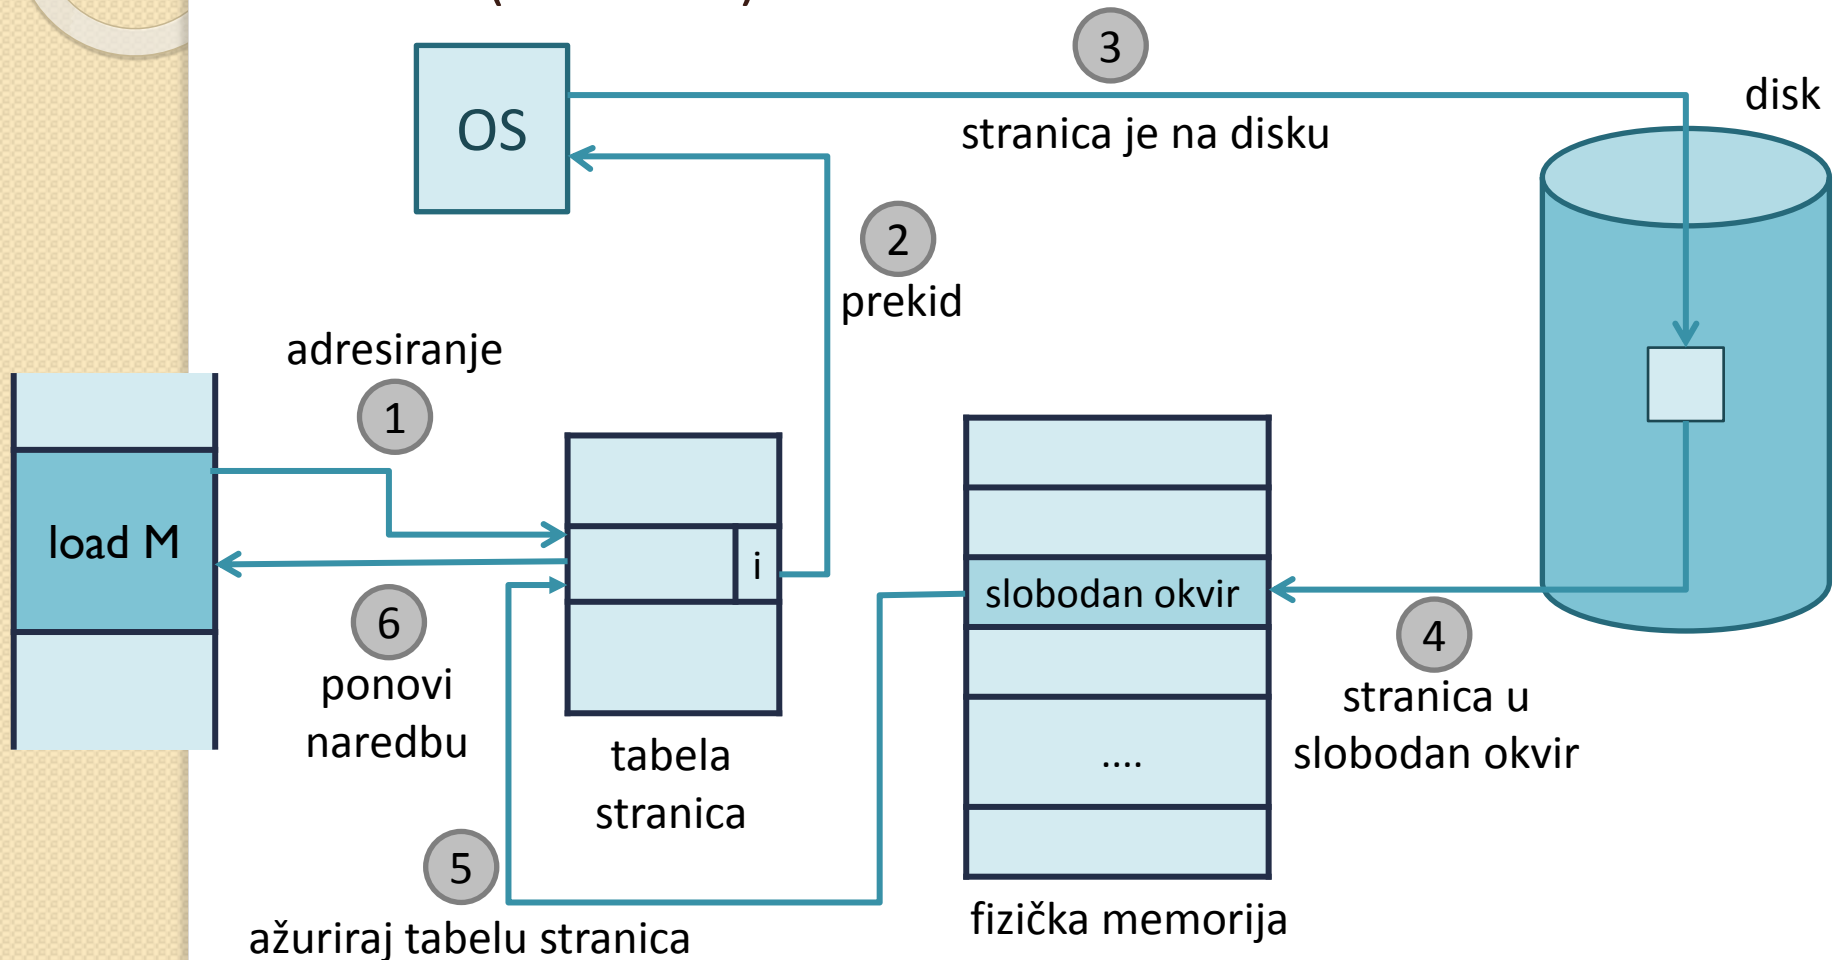 3
disk
OS
stranica je na disku
2
prekid
adresiranje
1
load M
i
slobodan okvir
6
ponovi
naredbu
4
stranica u
slobodan okvir
tabela
stranica
....
5
ažuriraj tabelu stranica
fizička memorija